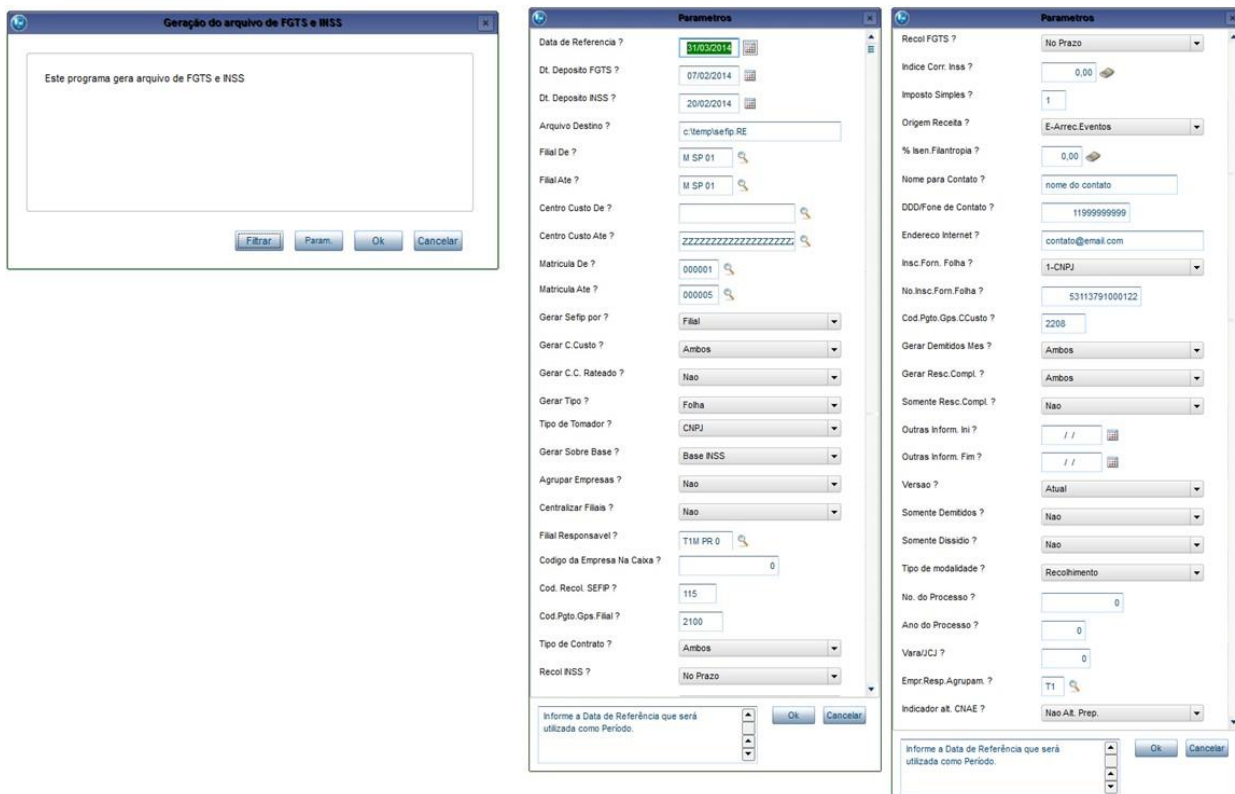 Geração do arquivo de FGTS e INSS
Este programa gera arquivo de FGTS e INSS
Filtrar Param. Ok Cancelar
Parametros
Data de Referencia ? 31/03/2014
Dt. Deposito FGTS ? 07/02/2014
Dt. Deposito INSS ? 20/02/2014
Arquivo Destino ? c:\temp\sefip.RE
Filial De ? M SP 01
Filial Ate ? M SP 01
Centro Custo De ?
Centro Custo Ate ? ZZZZZZZZZZZZZZZZZZZZ
Matricula De ? 000001
Matricula Ate ? 000005
Gerar Sefip por ? Filial
Gerar C.Custo ? Ambos
Gerar C.C. Rateado ? Nao
Gerar Tipo ? Folha
Tipo de Tomador ? CNPJ
Gerar Sobre Base ? Base INSS
Agrupar Empresas ? Nao
Centralizar Filiais ? Nao
Filial Responsavel ? T1M PR 0
Codigo da Empresa Na Caixa ? 0
Cod. Recol. SEFIP ? 115
Cod.Pgto.Gps.Filial ? 2100
Tipo de Contrato ? Ambos
Recol INSS ? No Prazo
Informe a Data de Referência que será
utilizada como Período.
Ok Cancelar
Parametros
Recol FGTS ? No Prazo
Indice Corr. Inss ? 0,00
Imposto Simples ? 1
Origem Receita ? E-Arrec.Eventos
% Isen.Filantropia ? 0,00
Nome para Contato ? nome do contato
DDD/Fone de Contato ? 11999999999
Endereco Internet ? contato@email.com
Insc.Forn. Folha ? 1-CNPJ
No.Insc.Forn.Folha ? 53113791000122
Cod.Pgto.Gps.CCusto ? 2208
Gerar Demitidos Mes ? Ambos
Gerar Resc.Compl. ? Ambos
Somente Resc.Compl. ? Nao
Outras Inform. Ini ? / /
Outras Inform. Fim ? / /
Versao ? Atual
Somente Demitidos ? Nao
Somente Dissidio ? Nao
Tipo de modalidade ? Recolhimento
No. do Processo ? 0
Ano do Processo ? 0
Vara/JCJ ? 0
Empr.Resp.Agrupam. ? T1
Indicador alt. CNAE ? Nao Alt. Prep.
Informe a Data de Referência que será
utilizada como Período.
Ok Cancelar